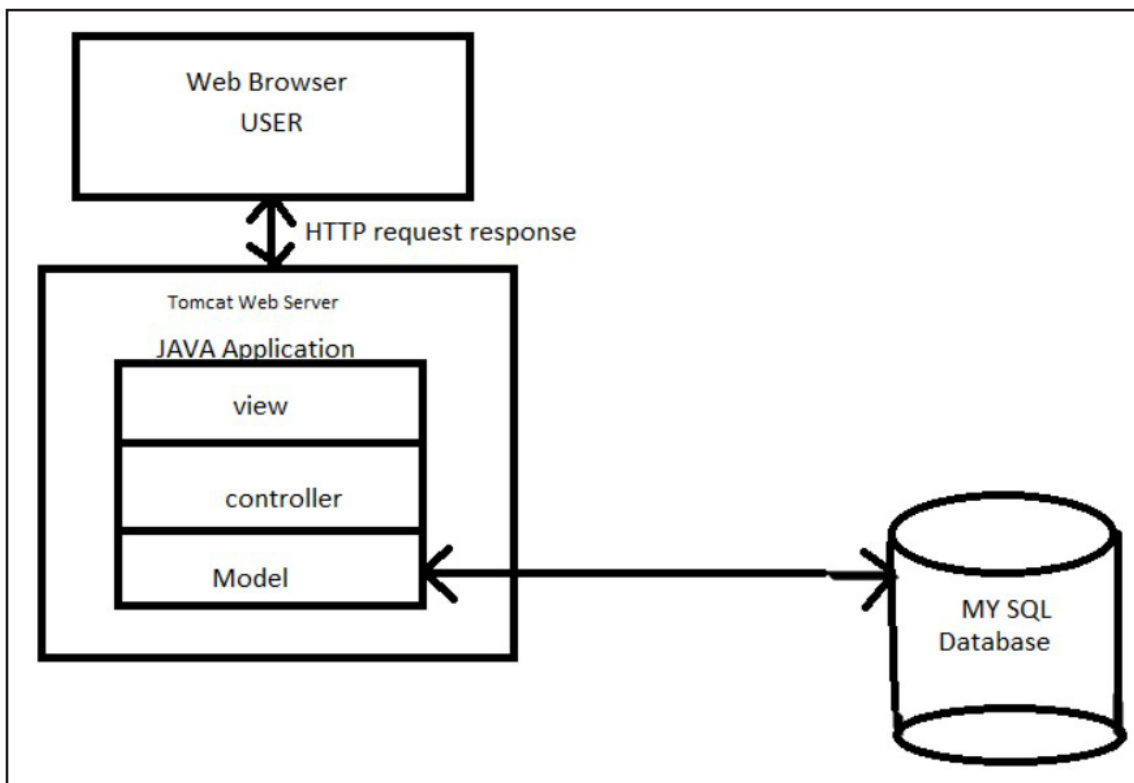 Web Browser
USER
HTTP request response
Tomcat Web Server
JAVA Application
view
controller
Model
MY SQL
Database